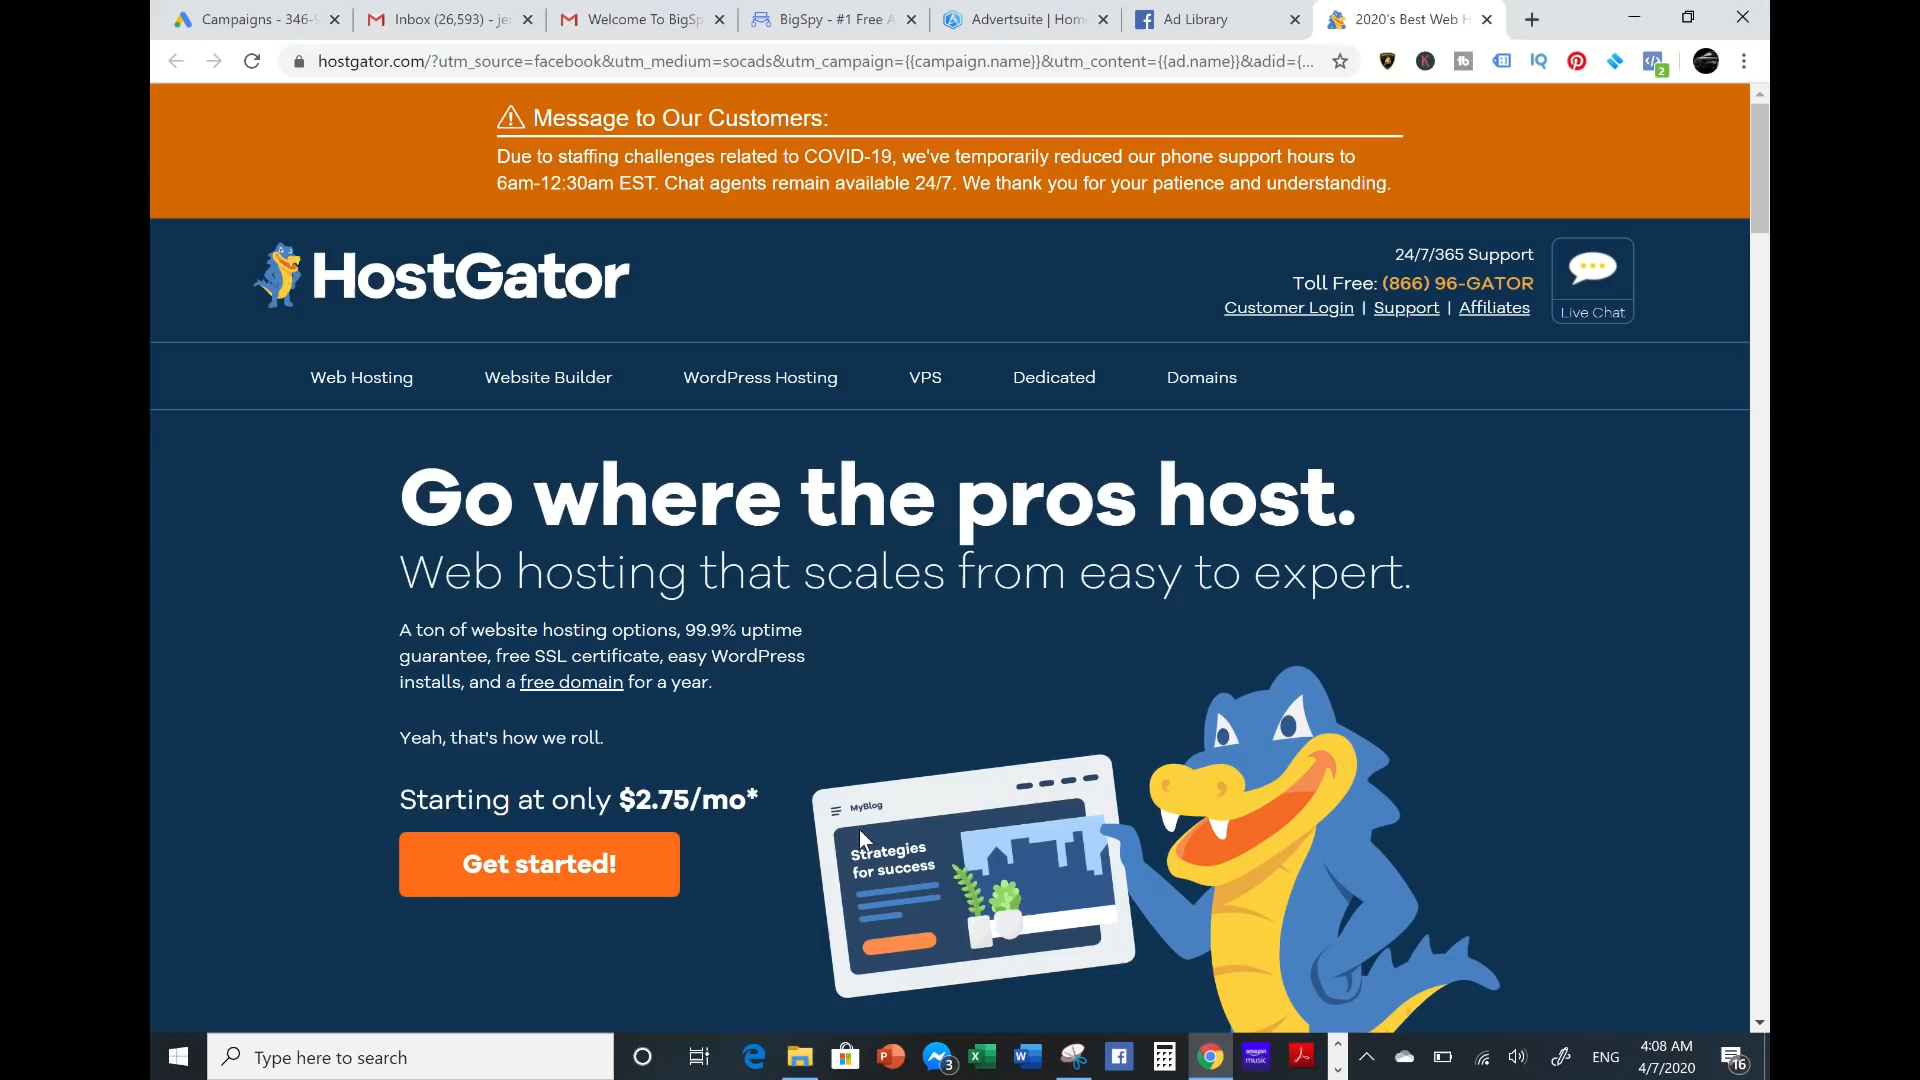 Campaigns - 346-
Inbox (26,593) - je
Welcome To BigSp
BigSpy - #1 Free A
Advertsuite | Hom
Ad Library
2020's Best Web H
hostgator.com/?utm_source=facebook&utm_medium=socads&utm_campaign={{campaign.name}}&utm_content={{ad.name}}&adid={...
2
Message to Our Customers:
Due to staffing challenges related to COVID-19, we've temporarily reduced our phone support hours to
6am-12:30am EST. Chat agents remain available 24/7. We thank you for your patience and understanding.
HostGator
24/7/365 Support
Toll Free: (866) 96-GATOR
Customer Login | Support | Affiliates
Live Chat
Web Hosting
Website Builder
WordPress Hosting
VPS
Dedicated
Domains
Go where the pros host.
Web hosting that scales from easy to expert.
A ton of website hosting options, 99.9% uptime
guarantee, free SSL certificate, easy WordPress
installs, and a free domain for a year.
Yeah, that's how we roll.
Starting at only $2.75/mo*
Get started!
MyBlog
Strategies
for success
Type here to search
3
amazon
music
ENG
4:08 AM
4/7/2020
16